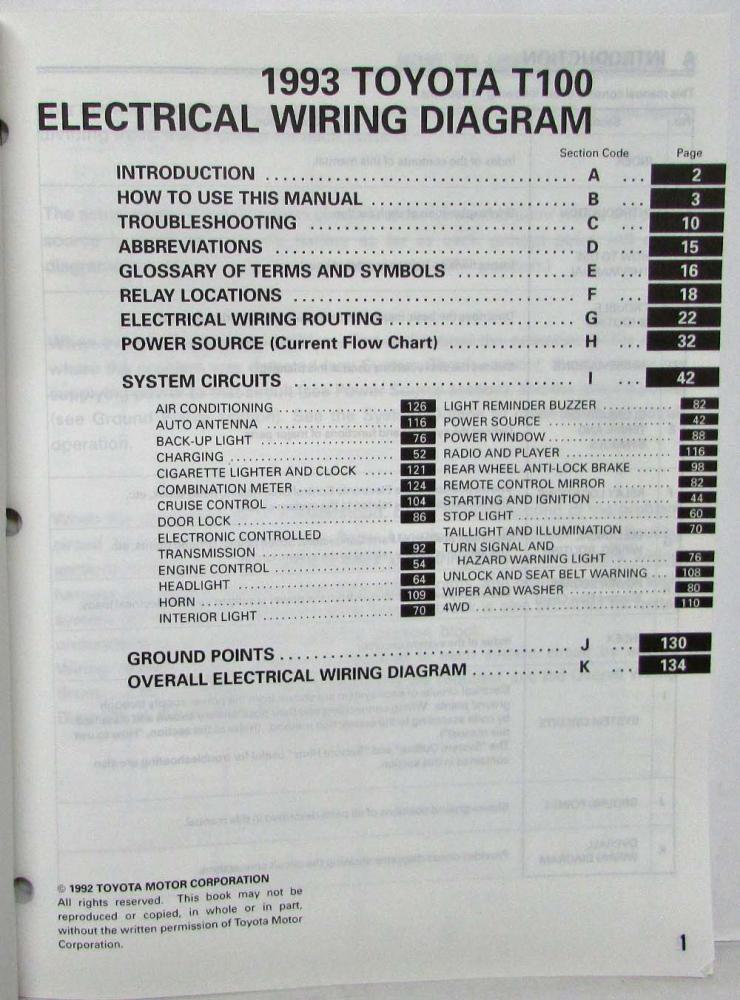 1993 TOYOTA T100
ELECTRICAL WIRING DIAGRAM
Section Code Page
INTRODUCTION .................................. A ... 2
HOW TO USE THIS MANUAL ...................... B ... 3
TROUBLESHOOTING ............................. C ... 10
ABBREVIATIONS ................................ D ... 15
GLOSSARY OF TERMS AND SYMBOLS .............. E ... 16
RELAY LOCATIONS .............................. F ... 18
ELECTRICAL WIRING ROUTING .................... G ... 22
POWER SOURCE (Current Flow Chart) .............. H ... 32
SYSTEM CIRCUITS .............................. I ... 42
AIR CONDITIONING .................. 126
AUTO ANTENNA .................... 116
BACK-UP LIGHT .................... 76
CHARGING ........................ 52
CIGARETTE LIGHTER AND CLOCK ..... 121
COMBINATION METER ............... 124
CRUISE CONTROL .................. 104
DOOR LOCK ....................... 86
ELECTRONIC CONTROLLED
TRANSMISSION .................... 92
ENGINE CONTROL .................. 54
HEADLIGHT ....................... 64
HORN ............................ 109
INTERIOR LIGHT .................... 70
LIGHT REMINDER BUZZER ............ 82
POWER SOURCE .................... 42
POWER WINDOW .................... 88
RADIO AND PLAYER ................ 116
REAR WHEEL ANTI-LOCK BRAKE ....... 98
REMOTE CONTROL MIRROR ........... 82
STARTING AND IGNITION ............ 44
STOP LIGHT ....................... 60
TAILLIGHT AND ILLUMINATION ........ 70
TURN SIGNAL AND
HAZARD WARNING LIGHT .......... 76
UNLOCK AND SEAT BELT WARNING ... 108
WIPER AND WASHER ................ 80
4WD .............................. 110
GROUND POINTS ................................ J ... 130
OVERALL ELECTRICAL WIRING DIAGRAM ........... K ... 134
© 1992 TOYOTA MOTOR CORPORATION
All rights reserved. This book may not be
reproduced or copied, in whole or in part,
without the written permission of Toyota Motor
Corporation.
1